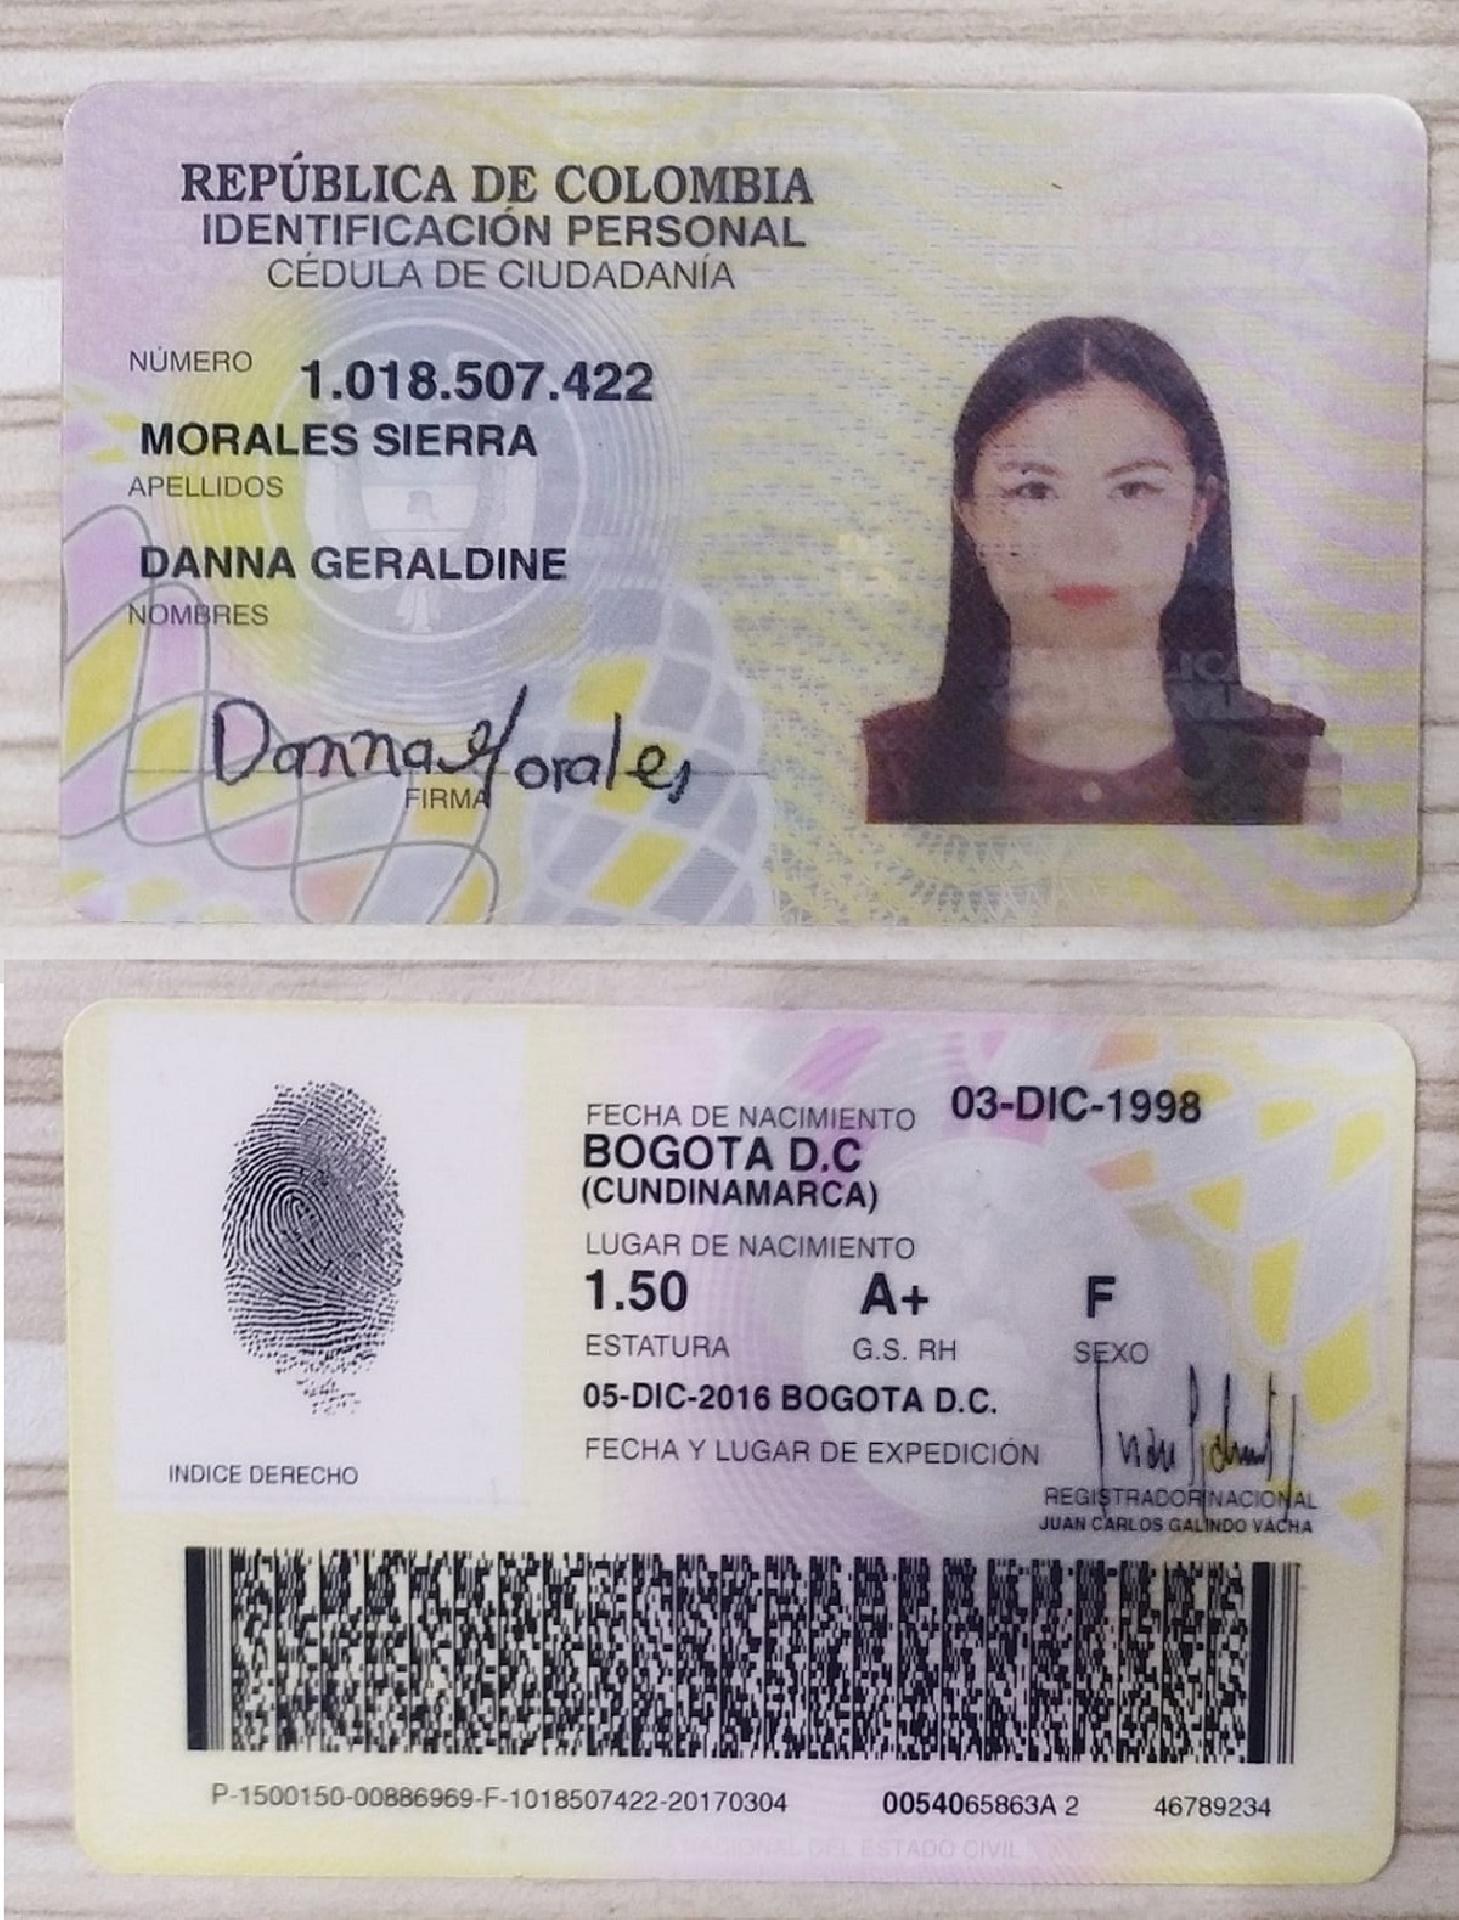 REPÚBLICA DE COLOMBIA
IDENTIFICACIÓN PERSONAL
CÉDULA DE CIUDADANÍA
NÚMERO 1.018.507.422
MORALES SIERRA
APELLIDOS
DANNA GERALDINE
NOMBRES
Danna Morales
FIRMA
FECHA DE NACIMIENTO 03-DIC-1998
BOGOTA D.C
(CUNDINAMARCA)
LUGAR DE NACIMIENTO
1.50 A+ F
ESTATURA G.S. RH SEXO
05-DIC-2016 BOGOTA D.C.
FECHA Y LUGAR DE EXPEDICIÓN
INDICE DERECHO
REGISTRADOR NACIONAL
JUAN CARLOS GALINDO VACHA
P-1500150-00886969-F-1018507422-20170304 0054065863A 2 46789234
NACIONAL DEL ESTADO CIVIL